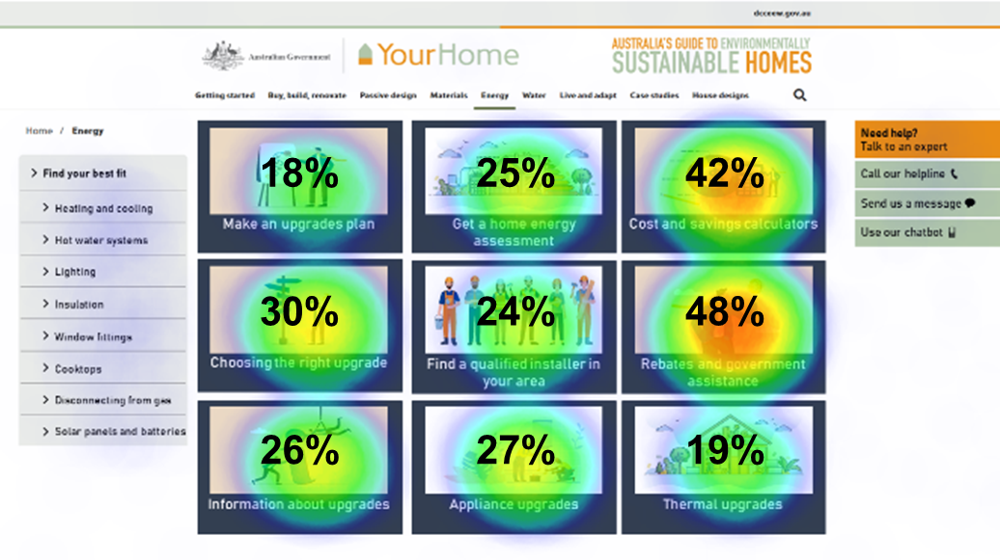 dcceew.gov.au
Australian Government
YourHome
AUSTRALIA'S GUIDE TO ENVIRONMENTALLY
SUSTAINABLE HOMES
Getting started Buy, build, renovate Passive design Materials Energy Water Live and adapt Case studies House designs
Home / Energy
Find your best fit
Heating and cooling
Hot water systems
Lighting
Insulation
Window fittings
Cooktops
Disconnecting from gas
Solar panels and batteries
18%
Make an upgrades plan
25%
Get a home energy
assessment
42%
Cost and savings calculators
30%
Choosing the right upgrade
24%
Find a qualified installer in
your area
48%
Rebates and government
assistance
26%
Information about upgrades
27%
Appliance upgrades
19%
Thermal upgrades
Need help?
Talk to an expert
Call our helpline
Send us a message
Use our chatbot